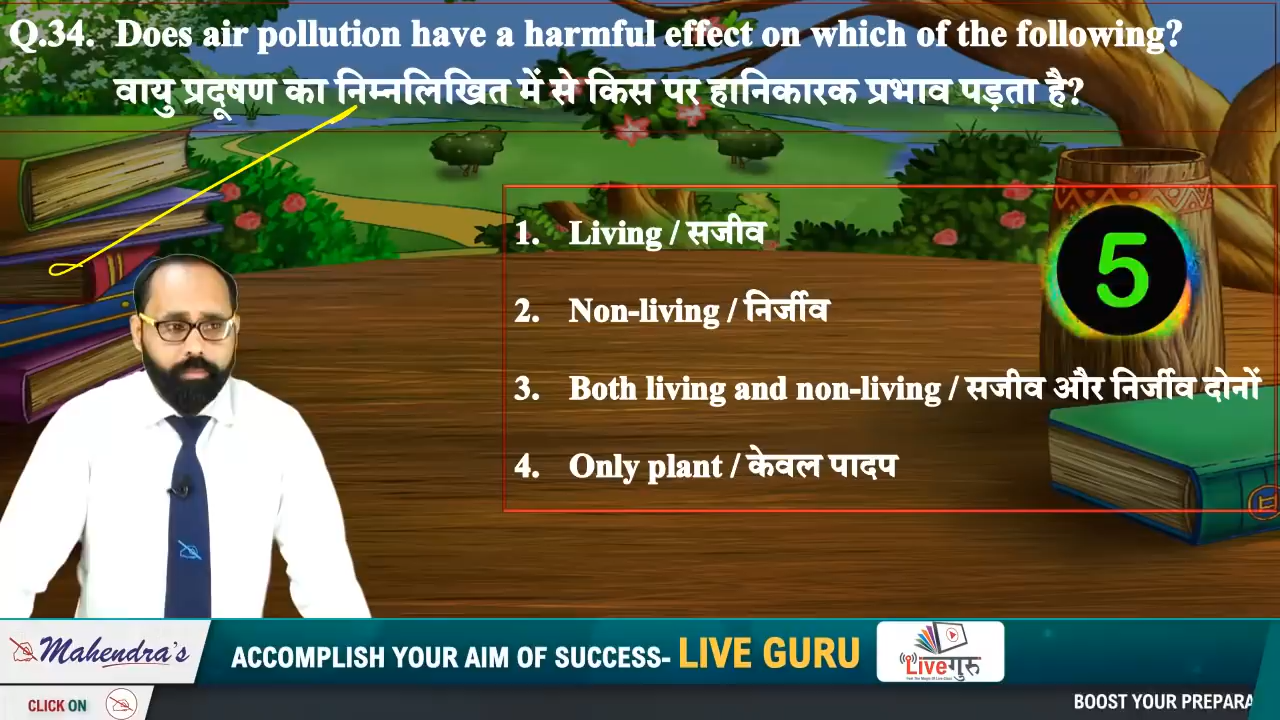 Q.34. Does air pollution have a harmful effect on which of the following?
वायु प्रदूषण का निम्नलिखित में से किस पर हानिकारक प्रभाव पड़ता है?
1. Living / सजीव
2. Non-living / निर्जीव
3. Both living and non-living / सजीव और निर्जीव दोनों
4. Only plant / केवल पादप
5
Mahendra's
ACCOMPLISH YOUR AIM OF SUCCESS- LIVE GURU
Liveगुरु
CLICK ON
BOOST YOUR PREPARA